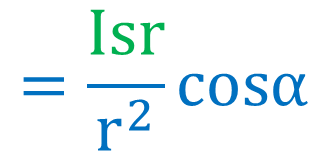 = Isr/r² cosα